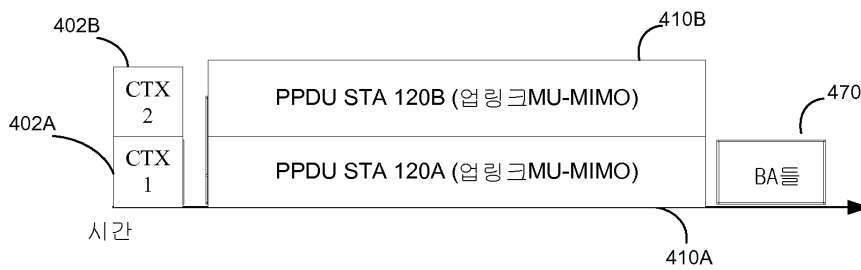 402B
410B
CTX
2
PPDU STA 120B (업링크MU-MIMO)
470
402A
CTX
1
PPDU STA 120A (업링크MU-MIMO)
BA들
시간
410A